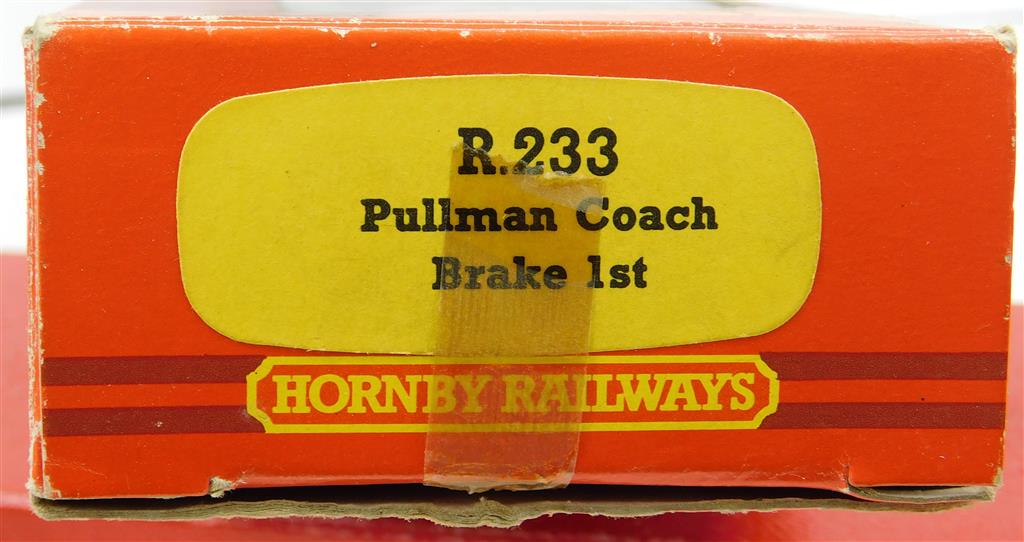 R.233
Pullman Coach
Brake 1st
HORNBY RAILWAYS